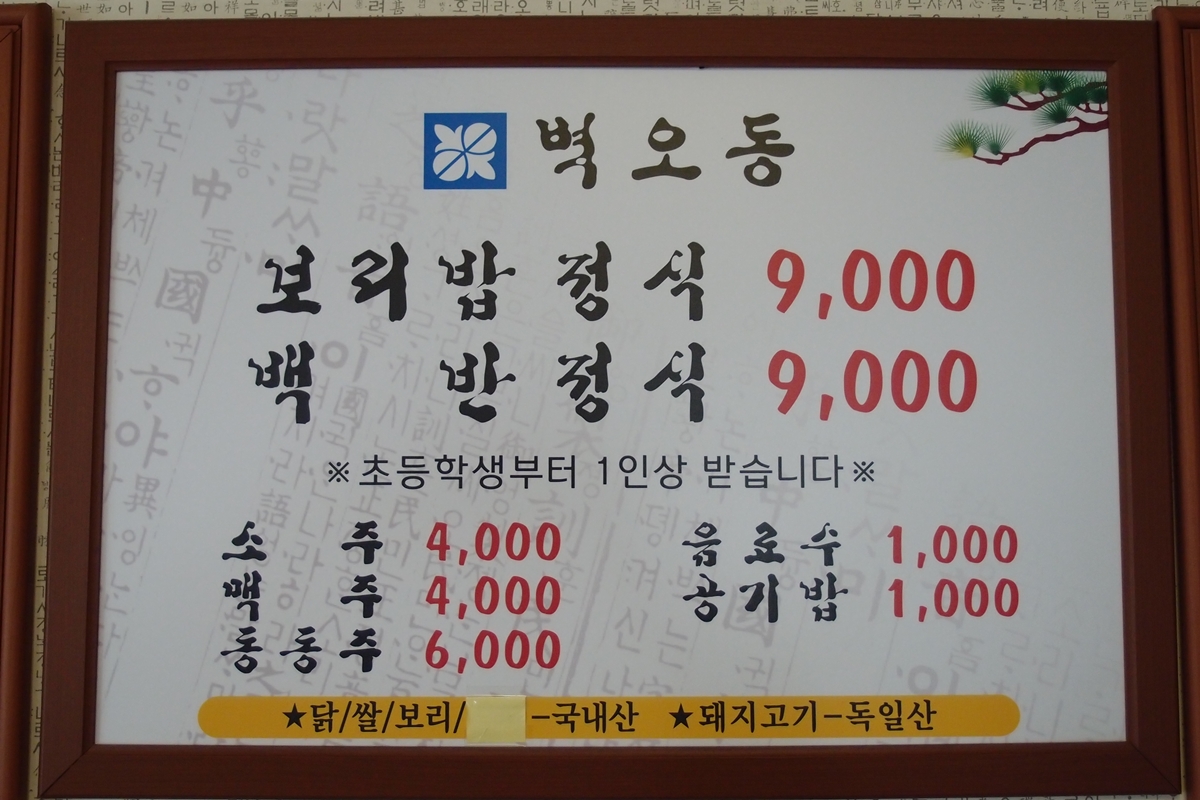 벽오동
보리밥정식 9,000
백반정식 9,000
※초등학생부터 1인상 받습니다※
소주 4,000
백주 4,000
동동주 6,000
음료수 1,000
공기밥 1,000
★닭/쌀/보리/ -국내산 ★돼지고기-독일산